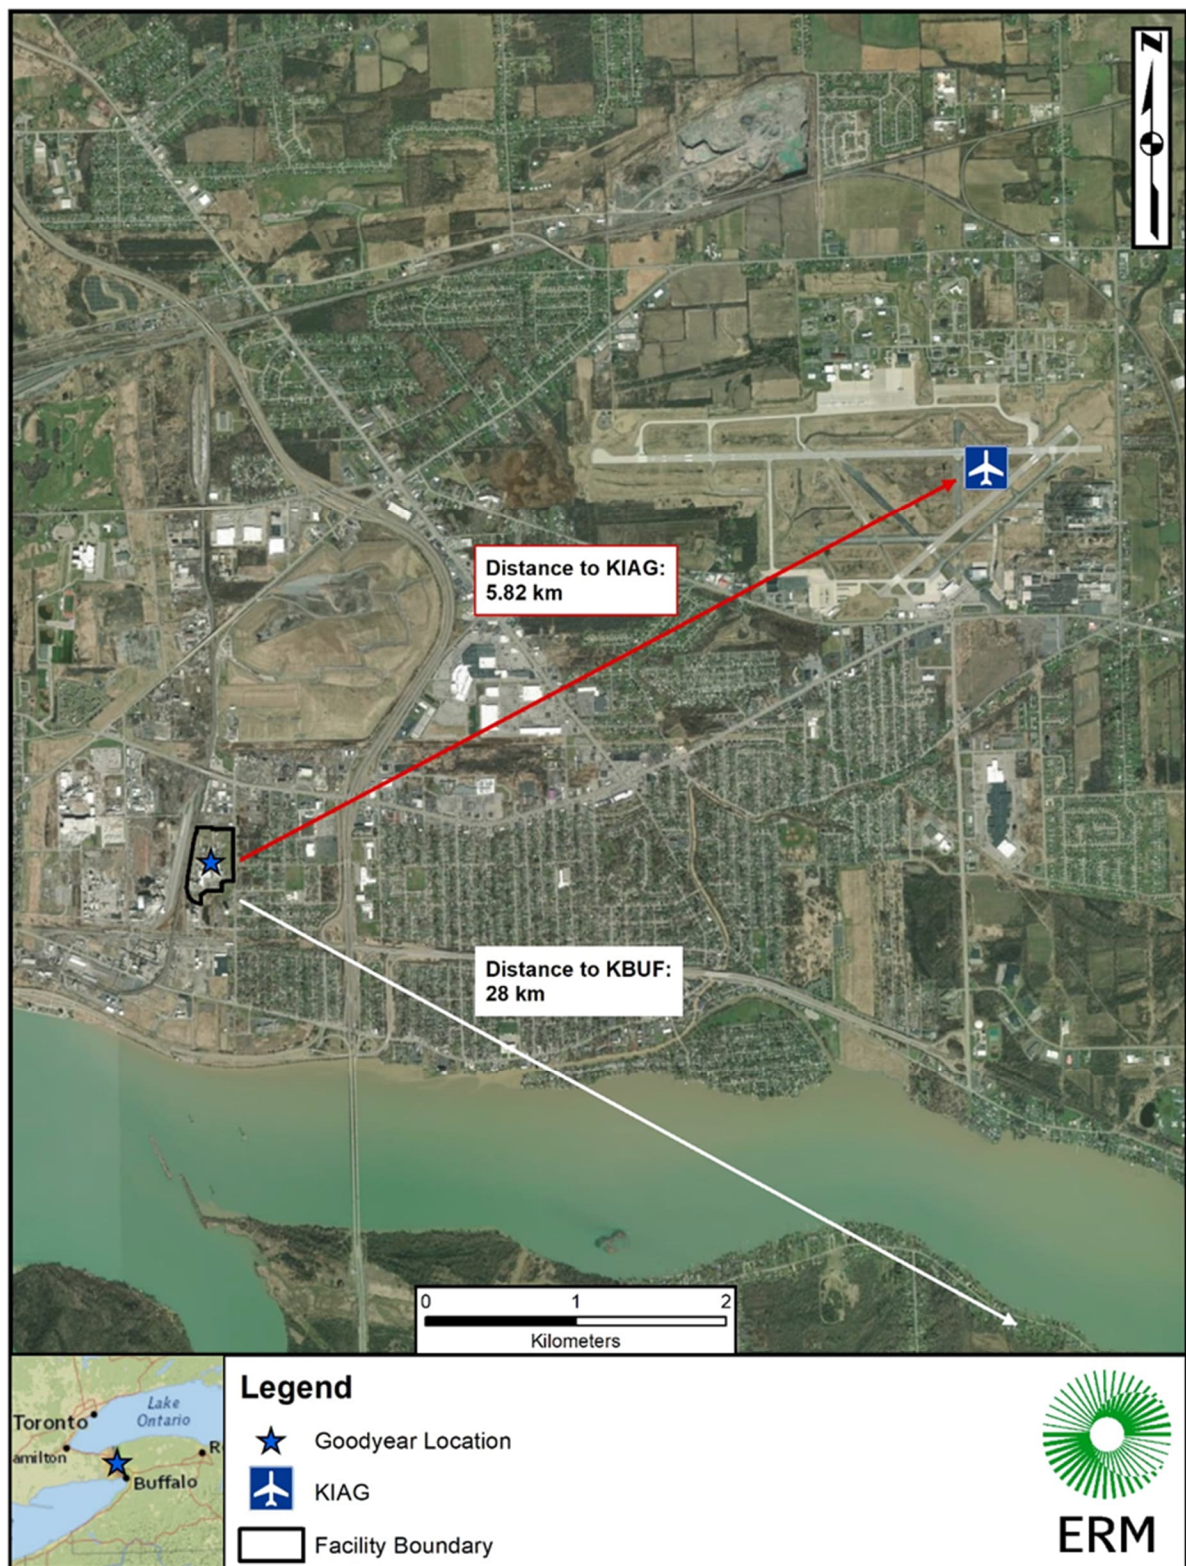 N
Distance to KIAG:
5.82 km
Distance to KBUF:
28 km
0 1 2
Kilometers
Lake
Ontario
Toronto
amilton
R
Buffalo
Legend
Goodyear Location
KIAG
Facility Boundary
ERM